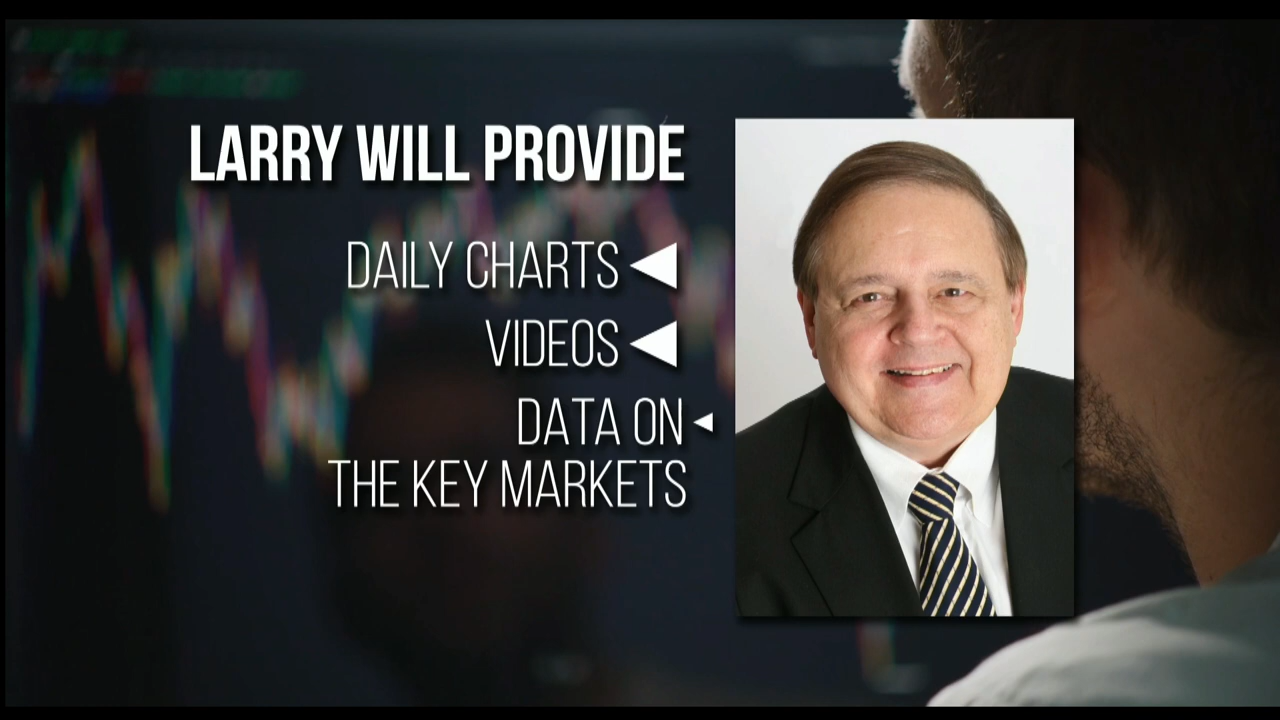 LARRY WILL PROVIDE
DAILY CHARTS
VIDEOS
DATA ON
THE KEY MARKETS